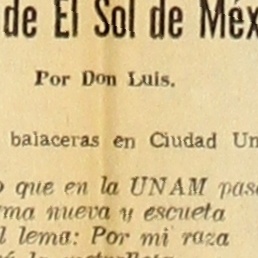 de El Sol de Méx
Por Don Luis.
balaceras en Ciudad Un
o que en la UNAM pas
ma nueva y escueta
l lema: Por mi raza